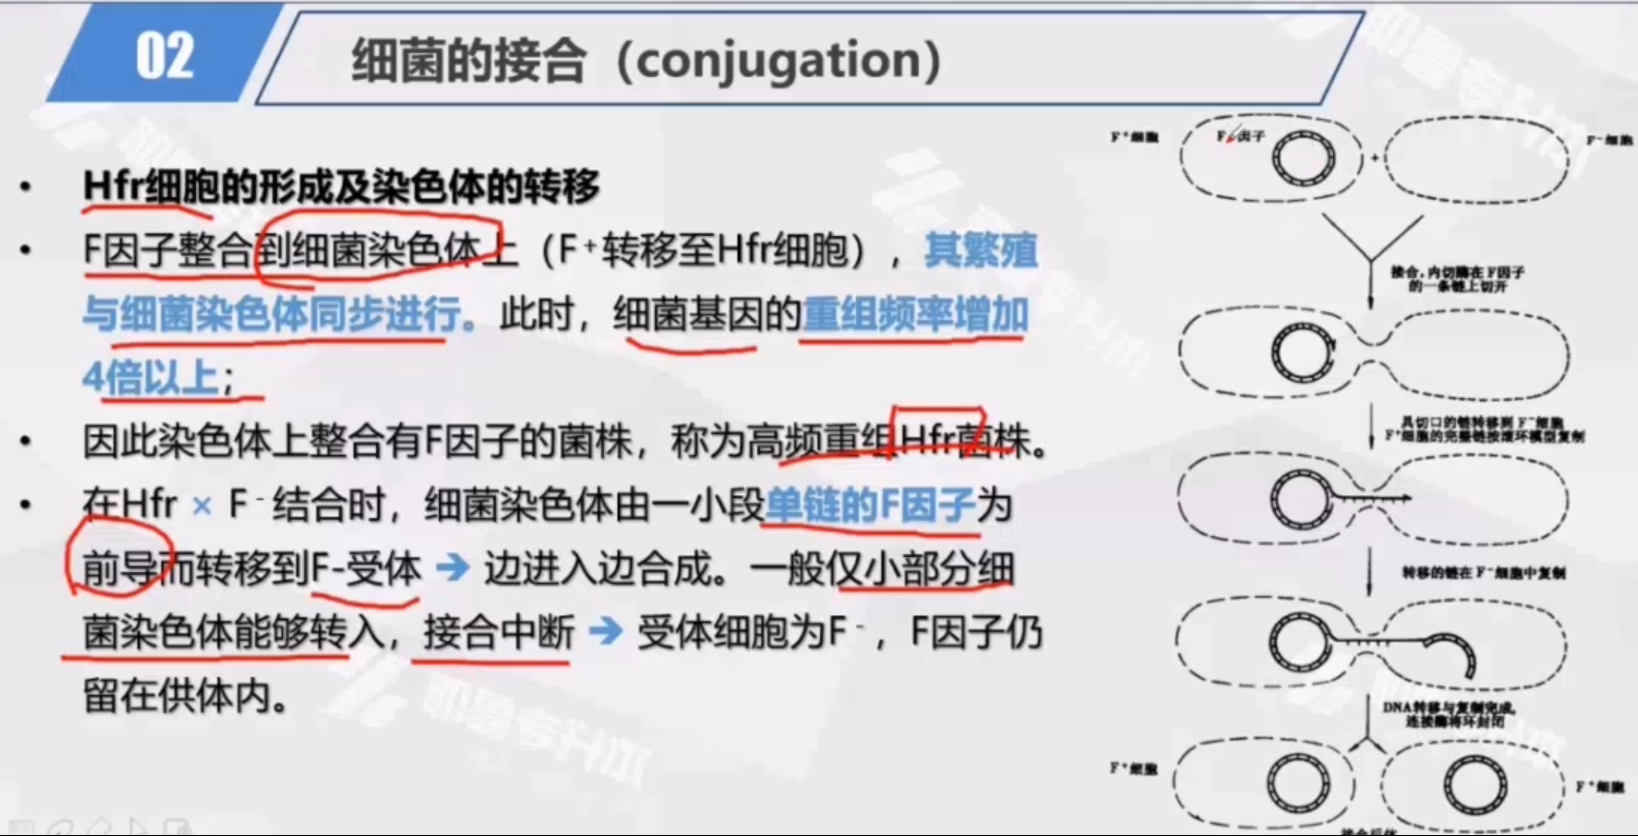 02
细菌的接合（conjugation）
Hfr细胞的形成及染色体的转移
F因子整合到细菌染色体上（F⁺转移至Hfr细胞），其繁殖
与细菌染色体同步进行。此时，细菌基因的重组频率增加
4倍以上；
因此染色体上整合有F因子的菌株，称为高频重组Hfr菌株。
在Hfr × F⁻结合时，细菌染色体由一小段单链的F因子为
前导而转移到F-受体 ➔ 边进入边合成。一般仅小部分细
菌染色体能够转入，接合中断 ➔ 受体细胞为F⁻，F因子仍
留在供体内。
F⁺细胞
F 因子
+
F⁻细胞
接合，内切酶在F因子
的一条链上切开
具切口的链转移到F⁻细胞
F⁺细胞的完整链按滚环模型复制
转移的链在F⁻细胞中复制
DNA转移与复制完成，
连接酶将环封闭
F⁺细胞
F⁺细胞